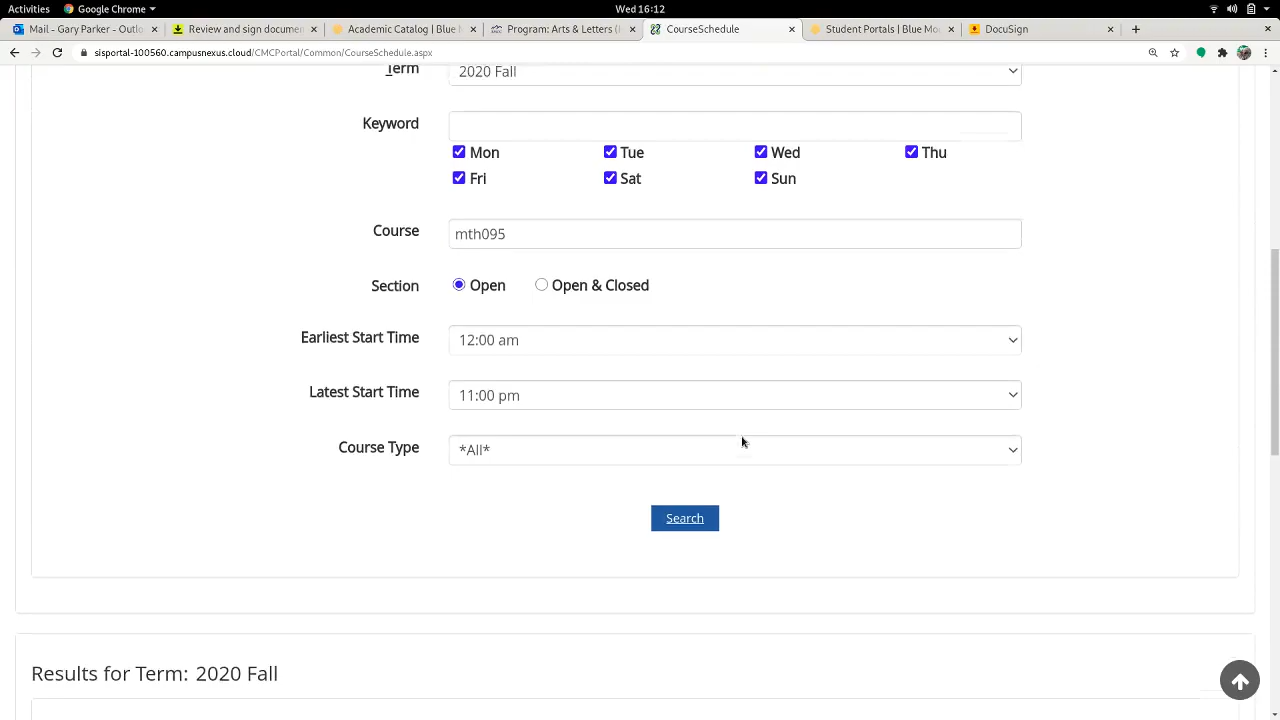 Activities Google Chrome Wed 16:12
Mail - Gary Parker - Outlo
Review and sign document
Academic Catalog | Blue M
Program: Arts & Letters (
CourseSchedule
Student Portals | Blue Mo
DocuSign
sisportal-100560.campusnexus.cloud/CMCPortal/Common/CourseSchedule.aspx
Term 2020 Fall
Keyword
Mon Tue Wed Thu
Fri Sat Sun
Course mth095
Section Open Open & Closed
Earliest Start Time 12:00 am
Latest Start Time 11:00 pm
Course Type *All*
Search
Results for Term: 2020 Fall